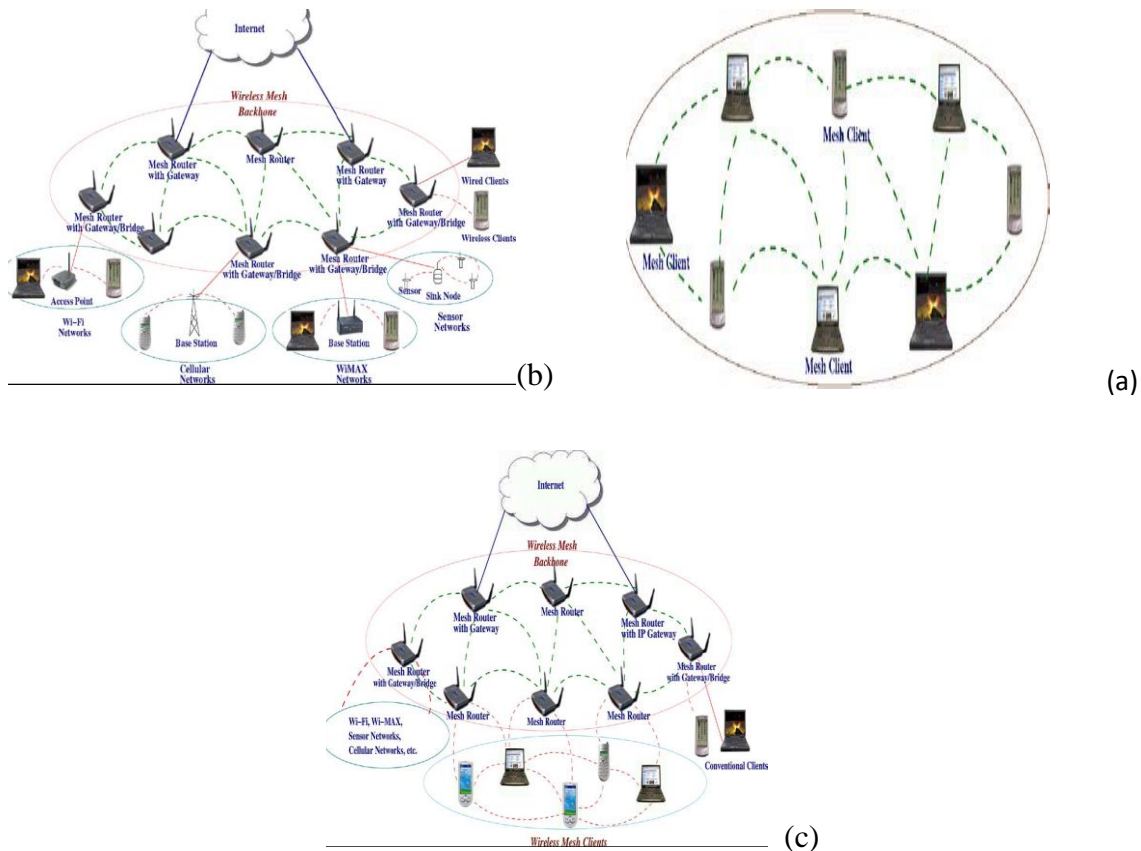 Internet
Wireless Mesh
Backbone
Mesh Router
with Gateway
Mesh Router
Mesh Router
with Gateway
Wired Clients
Mesh Router
with Gateway/Bridge
Mesh Router
with Gateway/Bridge
Wireless Clients
Mesh Router
with Gateway/Bridge
Mesh Router
with Gateway/Bridge
Access Point
Wi-Fi
Networks
Sensor
Sink Node
Sensor
Networks
Base Station
Cellular
Networks
Base Station
WiMAX
Networks
(b)
Mesh Client
Mesh Client
Mesh Client
(a)
Internet
Wireless Mesh
Backbone
Mesh Router
with Gateway
Mesh Router
Mesh Router
with IP Gateway
Mesh Router
with Gateway/Bridge
Mesh Router
with Gateway/Bridge
Mesh Router
Mesh Router
Mesh Router
Wi-Fi, Wi-MAX,
Sensor Networks,
Cellular Networks, etc.
Conventional Clients
Wireless Mesh Clients
(c)